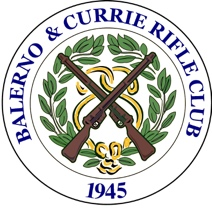 BALERNO & CURRIE RIFLE CLUB
1945